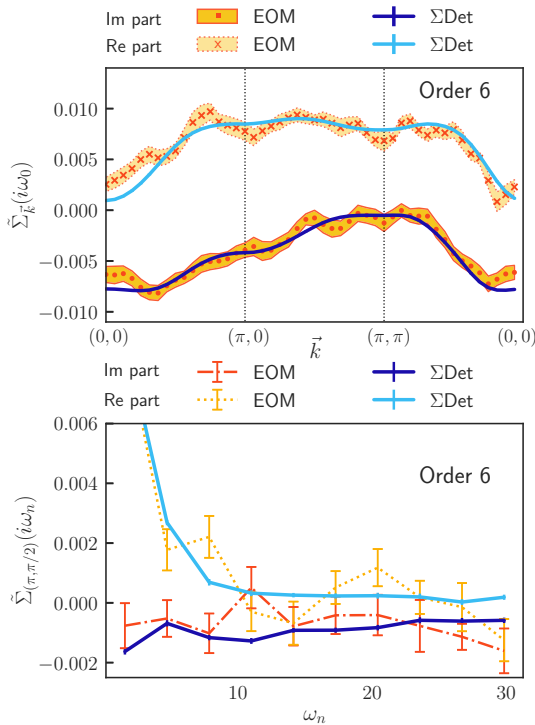 Im part EOM ΣDet
Re part EOM ΣDet
Order 6
0.010
0.005
0.000
−0.005
−0.010
Σ̃_k⃗(iω₀)
(0, 0) (π, 0) (π, π) (0, 0)
k⃗
Im part EOM ΣDet
Re part EOM ΣDet
Order 6
0.006
0.004
0.002
0.000
−0.002
Σ̃_(π,π/2)(iωₙ)
10 20 30
ωₙ